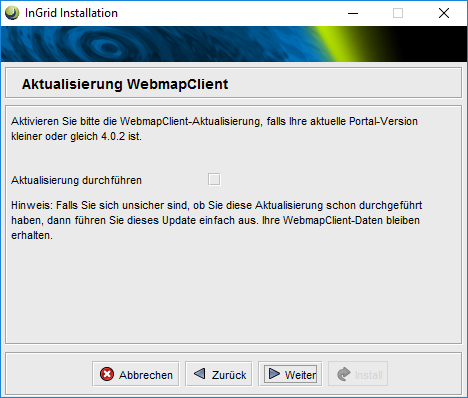 InGrid Installation
Aktualisierung WebmapClient
Aktivieren Sie bitte die WebmapClient-Aktualisierung, falls Ihre aktuelle Portal-Version
kleiner oder gleich 4.0.2 ist.
Aktualisierung durchführen
Hinweis: Falls Sie sich unsicher sind, ob Sie diese Aktualisierung schon durchgeführt
haben, dann führen Sie dieses Update einfach aus. Ihre WebmapClient-Daten bleiben
erhalten.
Abbrechen Zurück Weiter Install